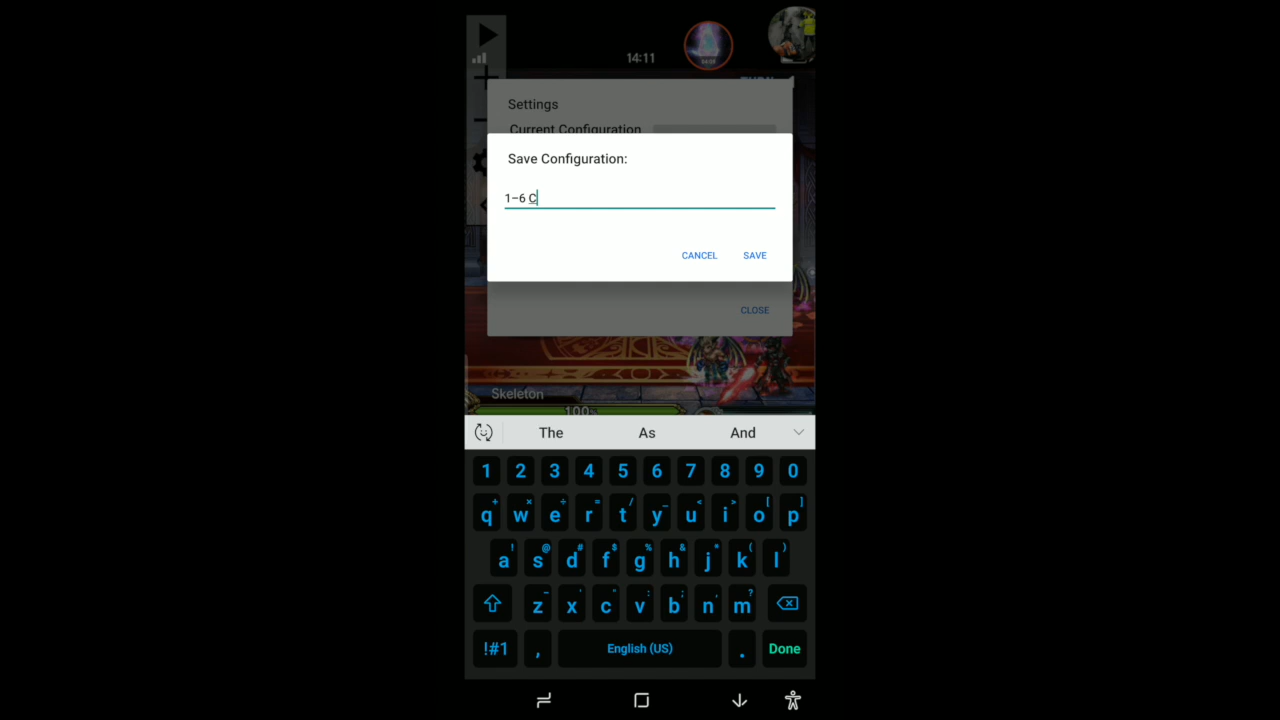 14:11
Settings
Current Configuration
Save Configuration:
1-6 C
CANCEL SAVE
CLOSE
Skeleton
100%
The As And
1 2 3 4 5 6 7 8 9 0
+ × ÷ = / _ < > [ ]
q w e r t y u i o p
! @ # $ % & * ( )
a s d f g h j k l
- ' " : ; , ?
z x c v b n m
!#1 , English (US) . Done